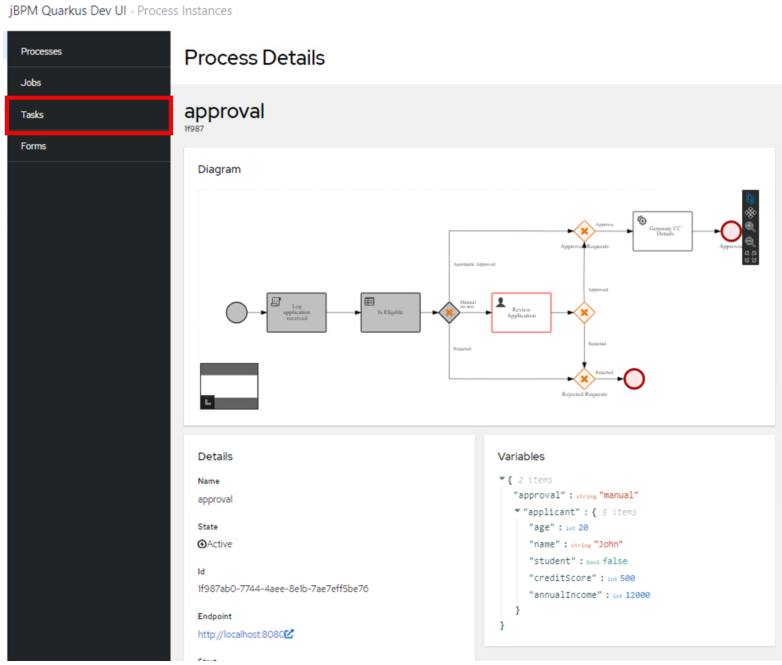 jBPM Quarkus Dev UI · Process Instances
Processes
Jobs
Tasks
Forms
Process Details
approval
1f987
Diagram
Log
application
received
Is Eligible
Automatic Approval
Manual
review
Rejected
Review
Application
Approval
Approval Requests
Approved
Rejected
Rejected
Rejected Requests
Generate CC
Details
Approved
Details
Name
approval
State
Active
Id
1f987ab0-7744-4aee-8e1b-7ae7eff5be76
Endpoint
http://localhost:8080
Start
Variables
{ 2 items
"approval" : string "manual"
"applicant" : { 5 items
"age" : int 20
"name" : string "John"
"student" : bool false
"creditScore" : int 500
"annualIncome" : int 12000
}
}